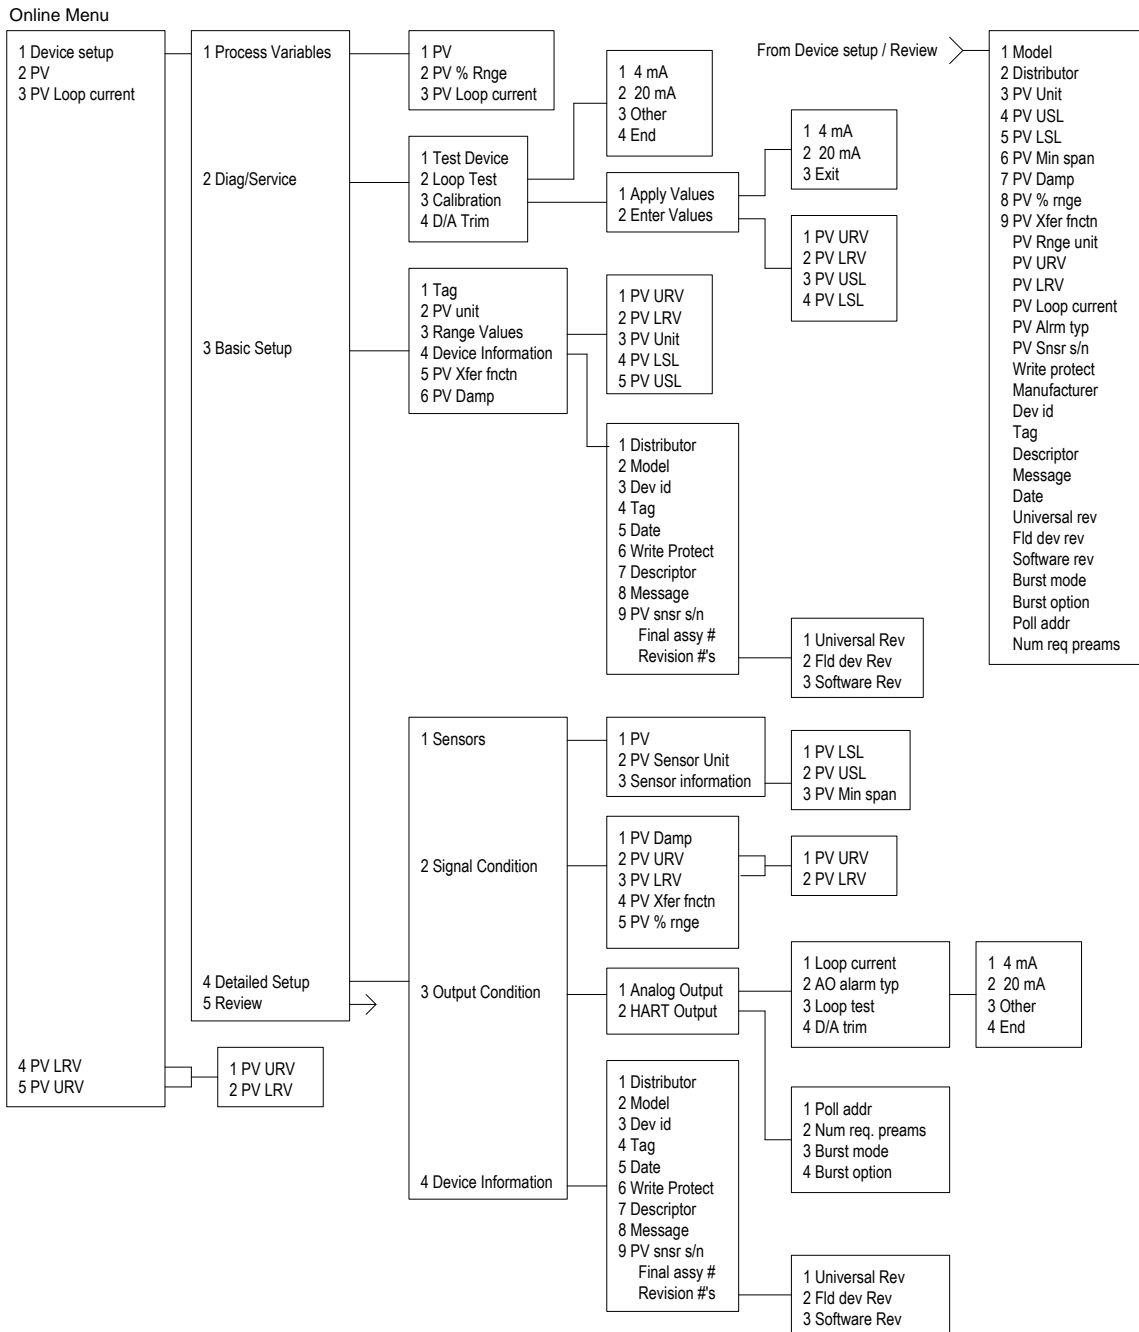 Online Menu
1 Device setup
2 PV
3 PV Loop current
4 PV LRV
5 PV URV
1 PV URV
2 PV LRV
1 Process Variables
2 Diag/Service
3 Basic Setup
4 Detailed Setup
5 Review
1 PV
2 PV % Rnge
3 PV Loop current
1 Test Device
2 Loop Test
3 Calibration
4 D/A Trim
1 4 mA
2 20 mA
3 Other
4 End
1 Apply Values
2 Enter Values
1 4 mA
2 20 mA
3 Exit
1 PV URV
2 PV LRV
3 PV USL
4 PV LSL
1 Tag
2 PV unit
3 Range Values
4 Device Information
5 PV Xfer fnctn
6 PV Damp
1 PV URV
2 PV LRV
3 PV Unit
4 PV LSL
5 PV USL
1 Distributor
2 Model
3 Dev id
4 Tag
5 Date
6 Write Protect
7 Descriptor
8 Message
9 PV snsr s/n
Final assy #
Revision #'s
1 Universal Rev
2 Fld dev Rev
3 Software Rev
1 Sensors
2 Signal Condition
3 Output Condition
4 Device Information
1 PV
2 PV Sensor Unit
3 Sensor information
1 PV LSL
2 PV USL
3 PV Min span
1 PV Damp
2 PV URV
3 PV LRV
4 PV Xfer fnctn
5 PV % rnge
1 PV URV
2 PV LRV
1 Analog Output
2 HART Output
1 Loop current
2 AO alarm typ
3 Loop test
4 D/A trim
1 4 mA
2 20 mA
3 Other
4 End
1 Poll addr
2 Num req. preams
3 Burst mode
4 Burst option
1 Distributor
2 Model
3 Dev id
4 Tag
5 Date
6 Write Protect
7 Descriptor
8 Message
9 PV snsr s/n
Final assy #
Revision #'s
1 Universal Rev
2 Fld dev Rev
3 Software Rev
From Device setup / Review
1 Model
2 Distributor
3 PV Unit
4 PV USL
5 PV LSL
6 PV Min span
7 PV Damp
8 PV % rnge
9 PV Xfer fnctn
PV Rnge unit
PV URV
PV LRV
PV Loop current
PV Alrm typ
PV Snsr s/n
Write protect
Manufacturer
Dev id
Tag
Descriptor
Message
Date
Universal rev
Fld dev rev
Software rev
Burst mode
Burst option
Poll addr
Num req preams